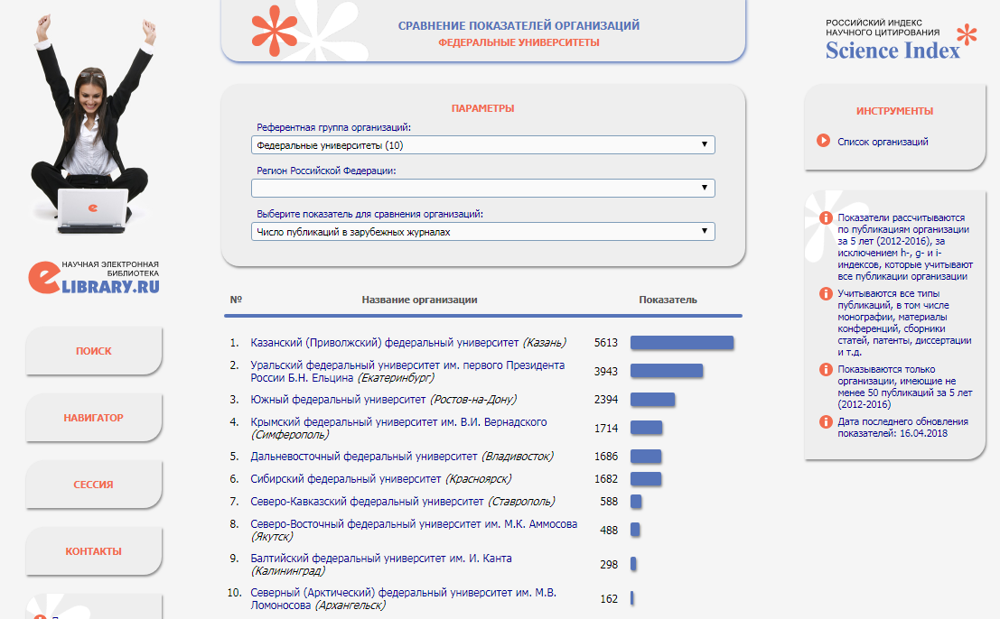 СРАВНЕНИЕ ПОКАЗАТЕЛЕЙ ОРГАНИЗАЦИЙ
ФЕДЕРАЛЬНЫЕ УНИВЕРСИТЕТЫ
РОССИЙСКИЙ ИНДЕКС
НАУЧНОГО ЦИТИРОВАНИЯ
Science Index
НАУЧНАЯ ЭЛЕКТРОННАЯ
БИБЛИОТЕКА
eLIBRARY.RU
ПОИСК
НАВИГАТОР
СЕССИЯ
КОНТАКТЫ
ПАРАМЕТРЫ
Референтная группа организаций:
Федеральные университеты (10)
Регион Российской Федерации:
Выберите показатель для сравнения организаций:
Число публикаций в зарубежных журналах
№ Название организации Показатель
1. Казанский (Приволжский) федеральный университет (Казань) 5613
2. Уральский федеральный университет им. первого Президента
России Б.Н. Ельцина (Екатеринбург) 3943
3. Южный федеральный университет (Ростов-на-Дону) 2394
4. Крымский федеральный университет им. В.И. Вернадского
(Симферополь) 1714
5. Дальневосточный федеральный университет (Владивосток) 1686
6. Сибирский федеральный университет (Красноярск) 1682
7. Северо-Кавказский федеральный университет (Ставрополь) 588
8. Северо-Восточный федеральный университет им. М.К. Аммосова
(Якутск) 488
9. Балтийский федеральный университет им. И. Канта
(Калининград) 298
10. Северный (Арктический) федеральный университет им. М.В.
Ломоносова (Архангельск) 162
ИНСТРУМЕНТЫ
Список организаций
Показатели рассчитываются
по публикациям организации
за 5 лет (2012-2016), за
исключением h-, g- и i-
индексов, которые учитывают
все публикации организации
Учитываются все типы
публикаций, в том числе
монографии, материалы
конференций, сборники
статей, патенты, диссертации
и т.д.
Показываются только
организации, имеющие не
менее 50 публикаций за 5 лет
(2012-2016)
Дата последнего обновления
показателей: 16.04.2018